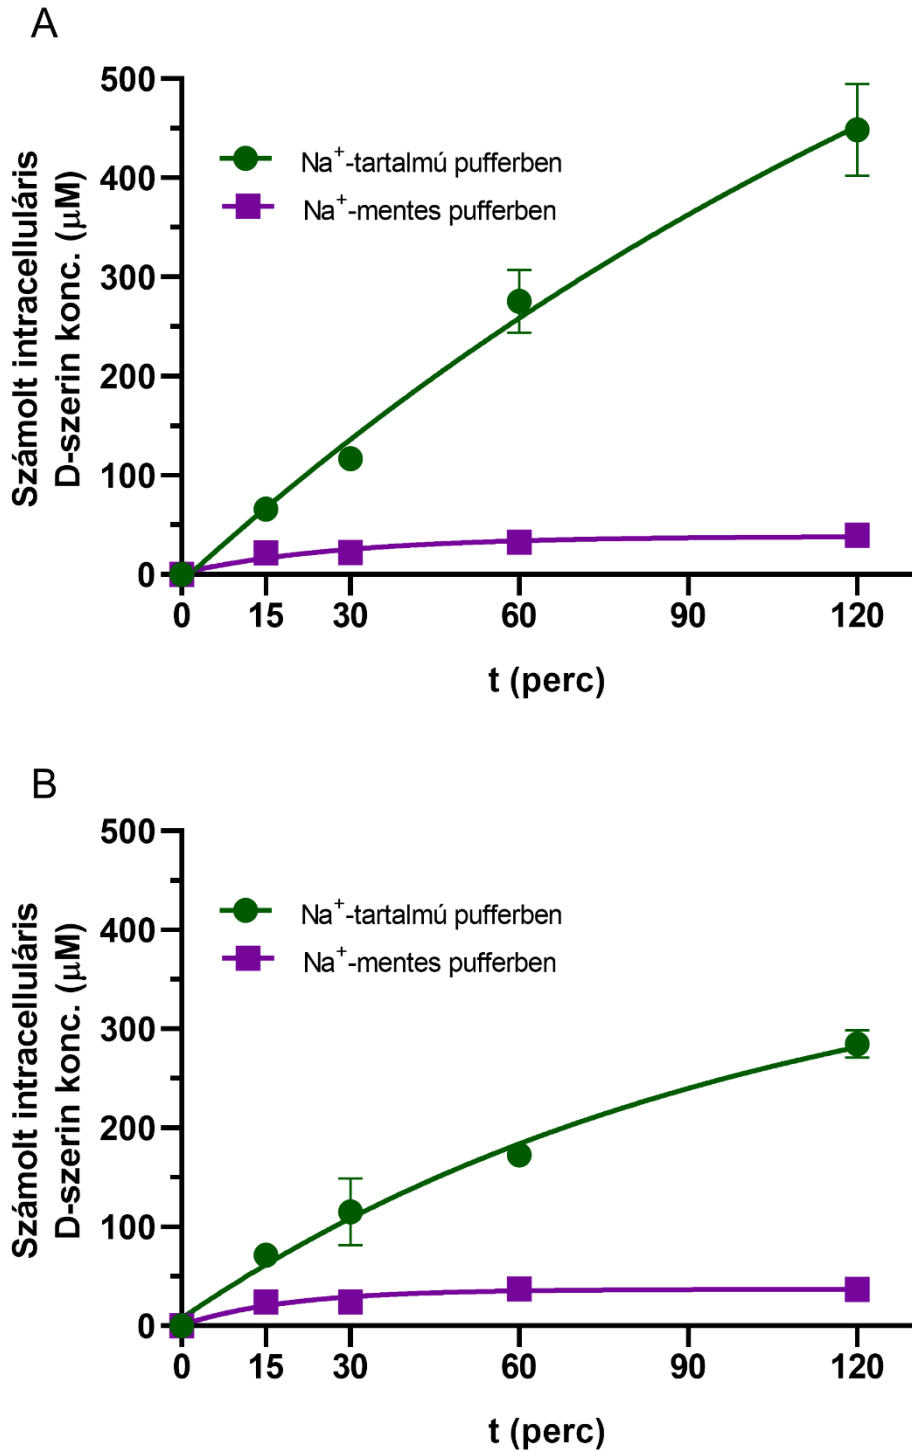 A
Számolt intracelluláris
D-szerin konc. (μM)
500
400
300
200
100
0
Na⁺-tartalmú pufferben
Na⁺-mentes pufferben
0 15 30 60 90 120
t (perc)
B
Számolt intracelluláris
D-szerin konc. (μM)
500
400
300
200
100
0
Na⁺-tartalmú pufferben
Na⁺-mentes pufferben
0 15 30 60 90 120
t (perc)